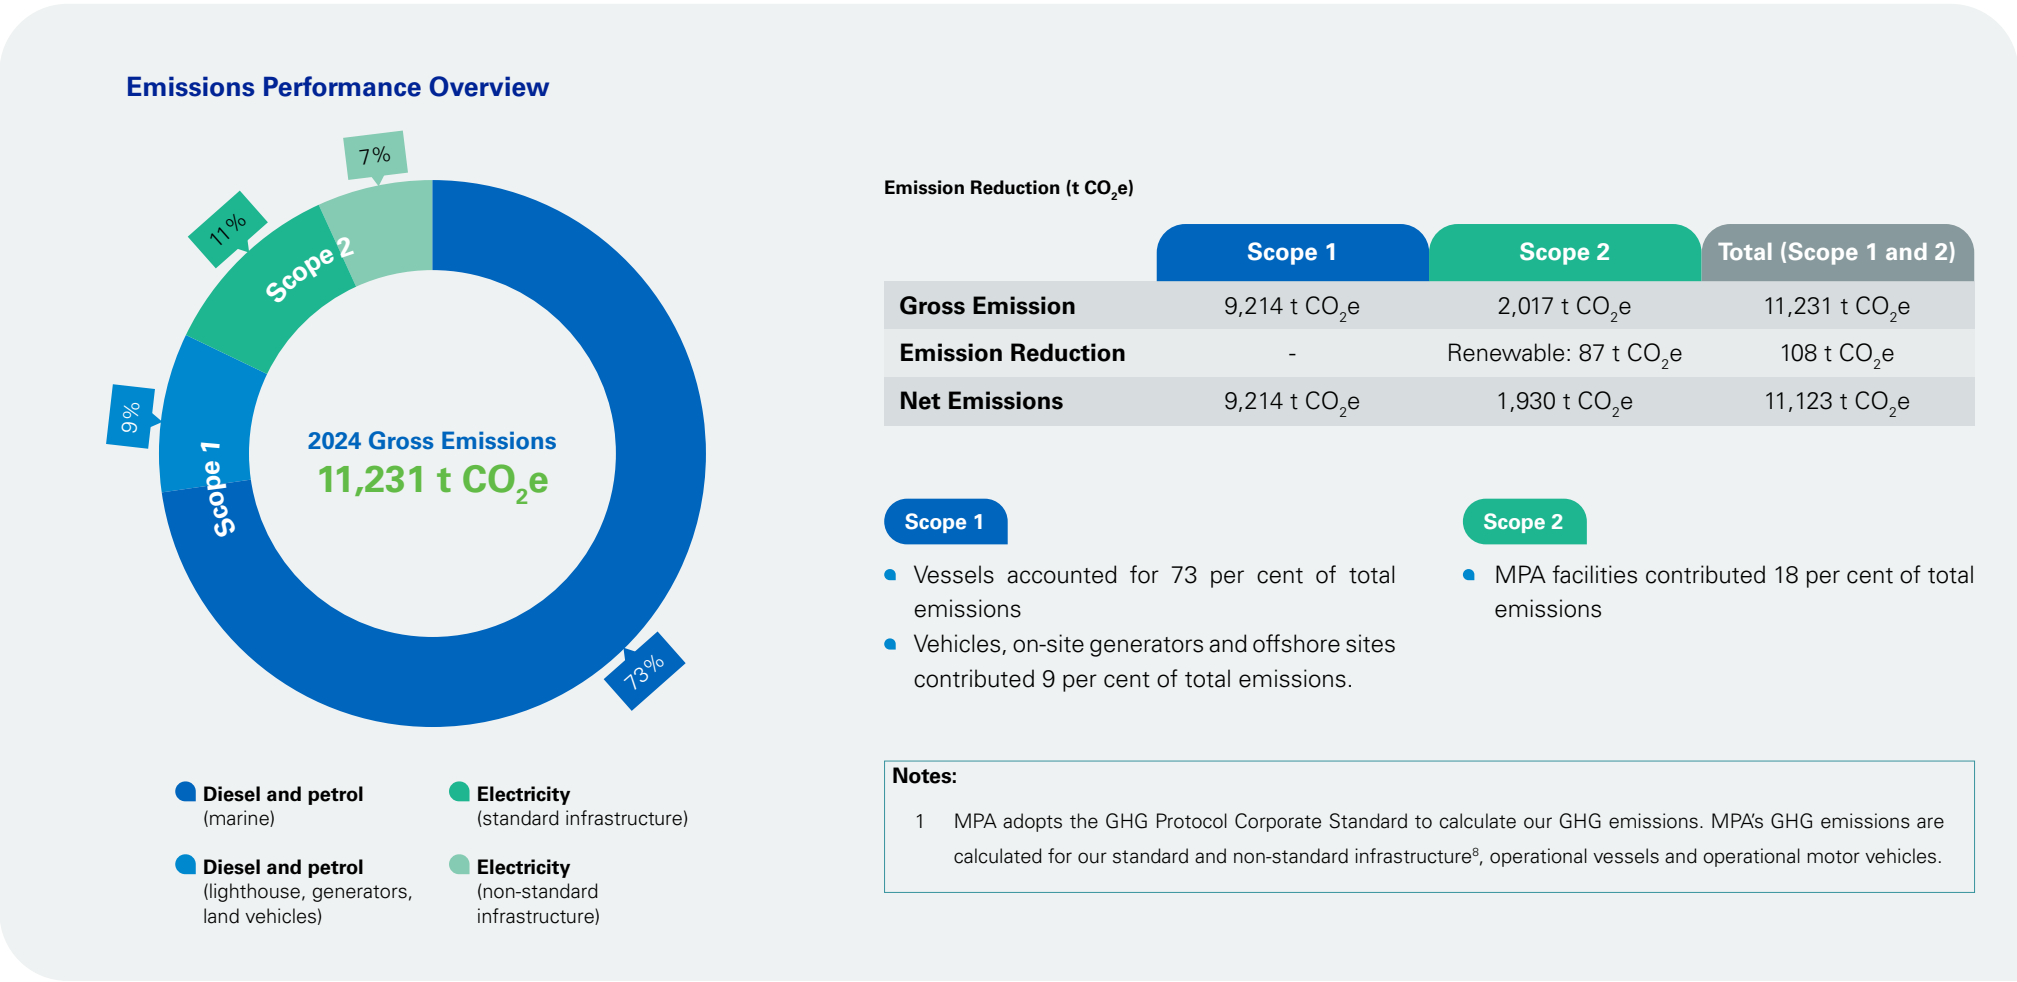 Emissions Performance Overview
7%
11%
Scope 2
9%
Scope 1
2024 Gross Emissions
11,231 t CO₂e
73%
Diesel and petrol
(marine)
Diesel and petrol
(lighthouse, generators,
land vehicles)
Electricity
(standard infrastructure)
Electricity
(non-standard
infrastructure)
Emission Reduction (t CO₂e)
Scope 1 Scope 2 Total (Scope 1 and 2)
Gross Emission 9,214 t CO₂e 2,017 t CO₂e 11,231 t CO₂e
Emission Reduction - Renewable: 87 t CO₂e 108 t CO₂e
Net Emissions 9,214 t CO₂e 1,930 t CO₂e 11,123 t CO₂e
Scope 1
Vessels accounted for 73 per cent of total
emissions
Vehicles, on-site generators and offshore sites
contributed 9 per cent of total emissions.
Scope 2
MPA facilities contributed 18 per cent of total
emissions
Notes:
1 MPA adopts the GHG Protocol Corporate Standard to calculate our GHG emissions. MPA’s GHG emissions are
calculated for our standard and non-standard infrastructure⁸, operational vessels and operational motor vehicles.